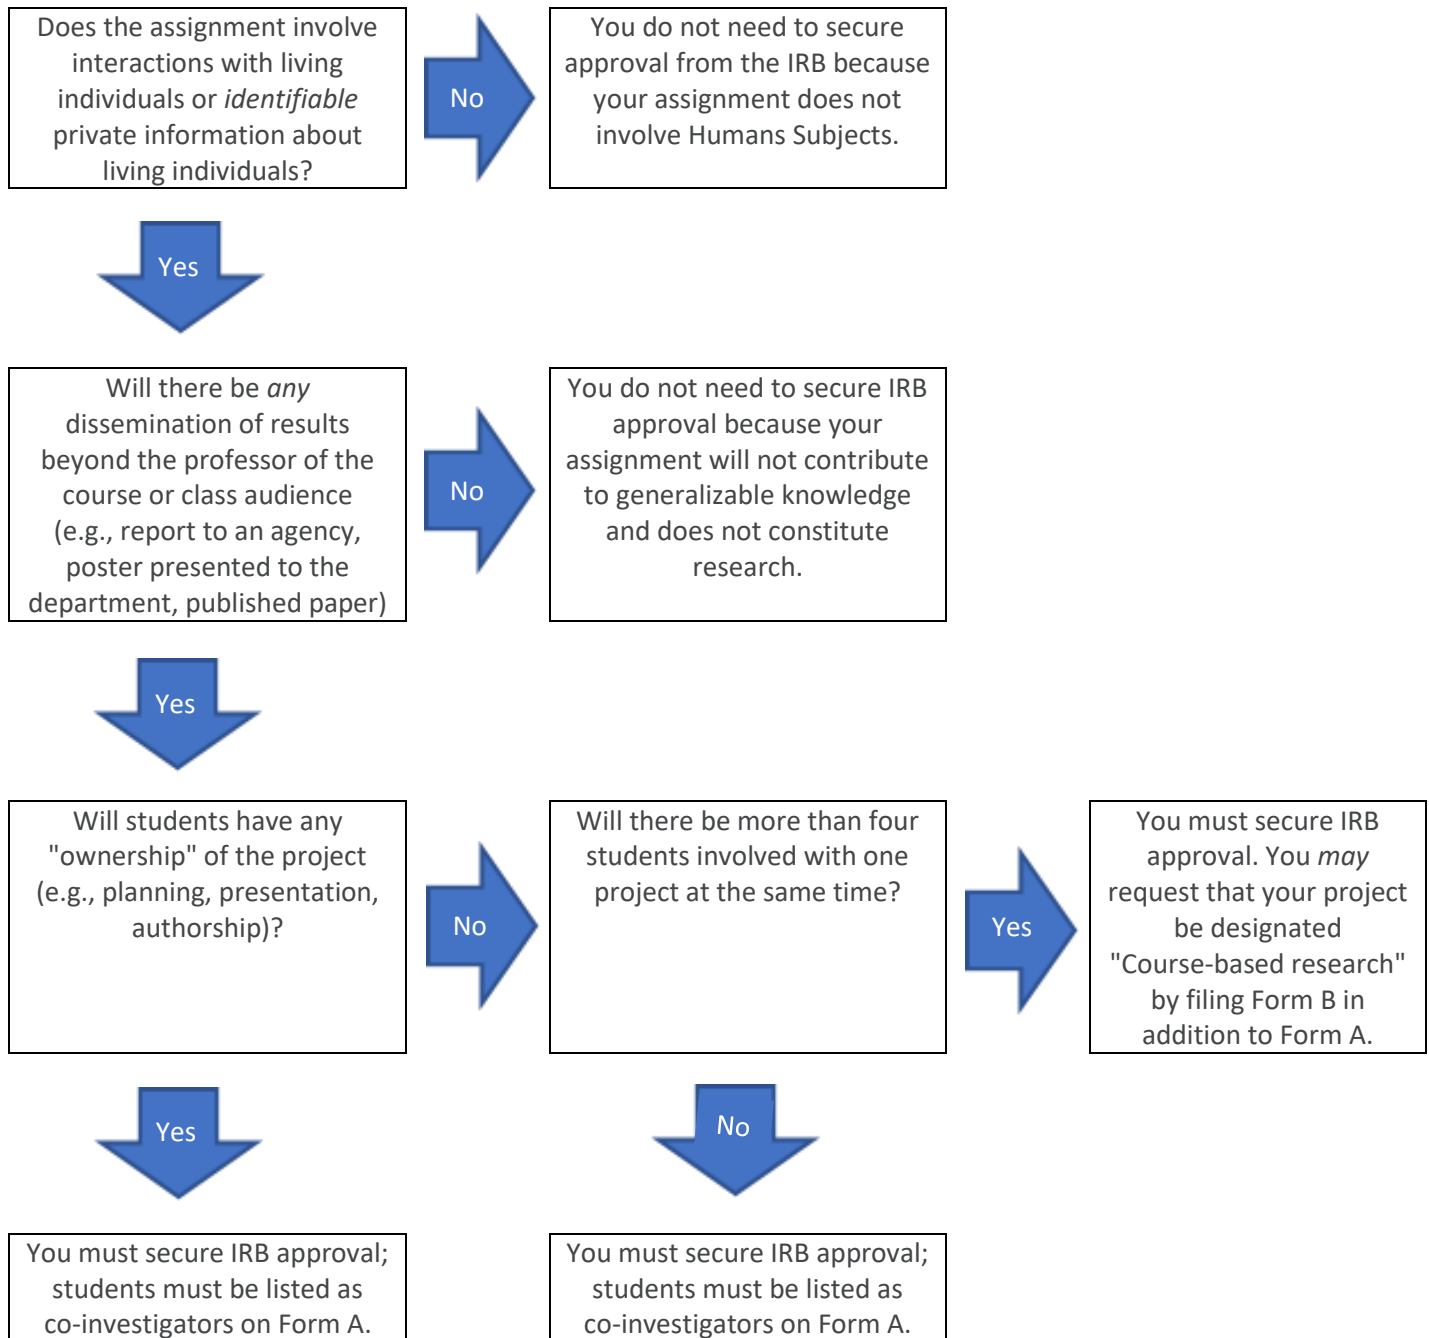 Does the assignment involve
interactions with living
individuals or identifiable
private information about
living individuals?
No
You do not need to secure
approval from the IRB because
your assignment does not
involve Humans Subjects.
Yes
Will there be any
dissemination of results
beyond the professor of the
course or class audience
(e.g., report to an agency,
poster presented to the
department, published paper)
No
You do not need to secure IRB
approval because your
assignment will not contribute
to generalizable knowledge
and does not constitute
research.
Yes
Will students have any
"ownership" of the project
(e.g., planning, presentation,
authorship)?
No
Will there be more than four
students involved with one
project at the same time?
Yes
You must secure IRB
approval. You may
request that your project
be designated
"Course-based research"
by filing Form B in
addition to Form A.
Yes
No
You must secure IRB approval;
students must be listed as
co-investigators on Form A.
You must secure IRB approval;
students must be listed as
co-investigators on Form A.